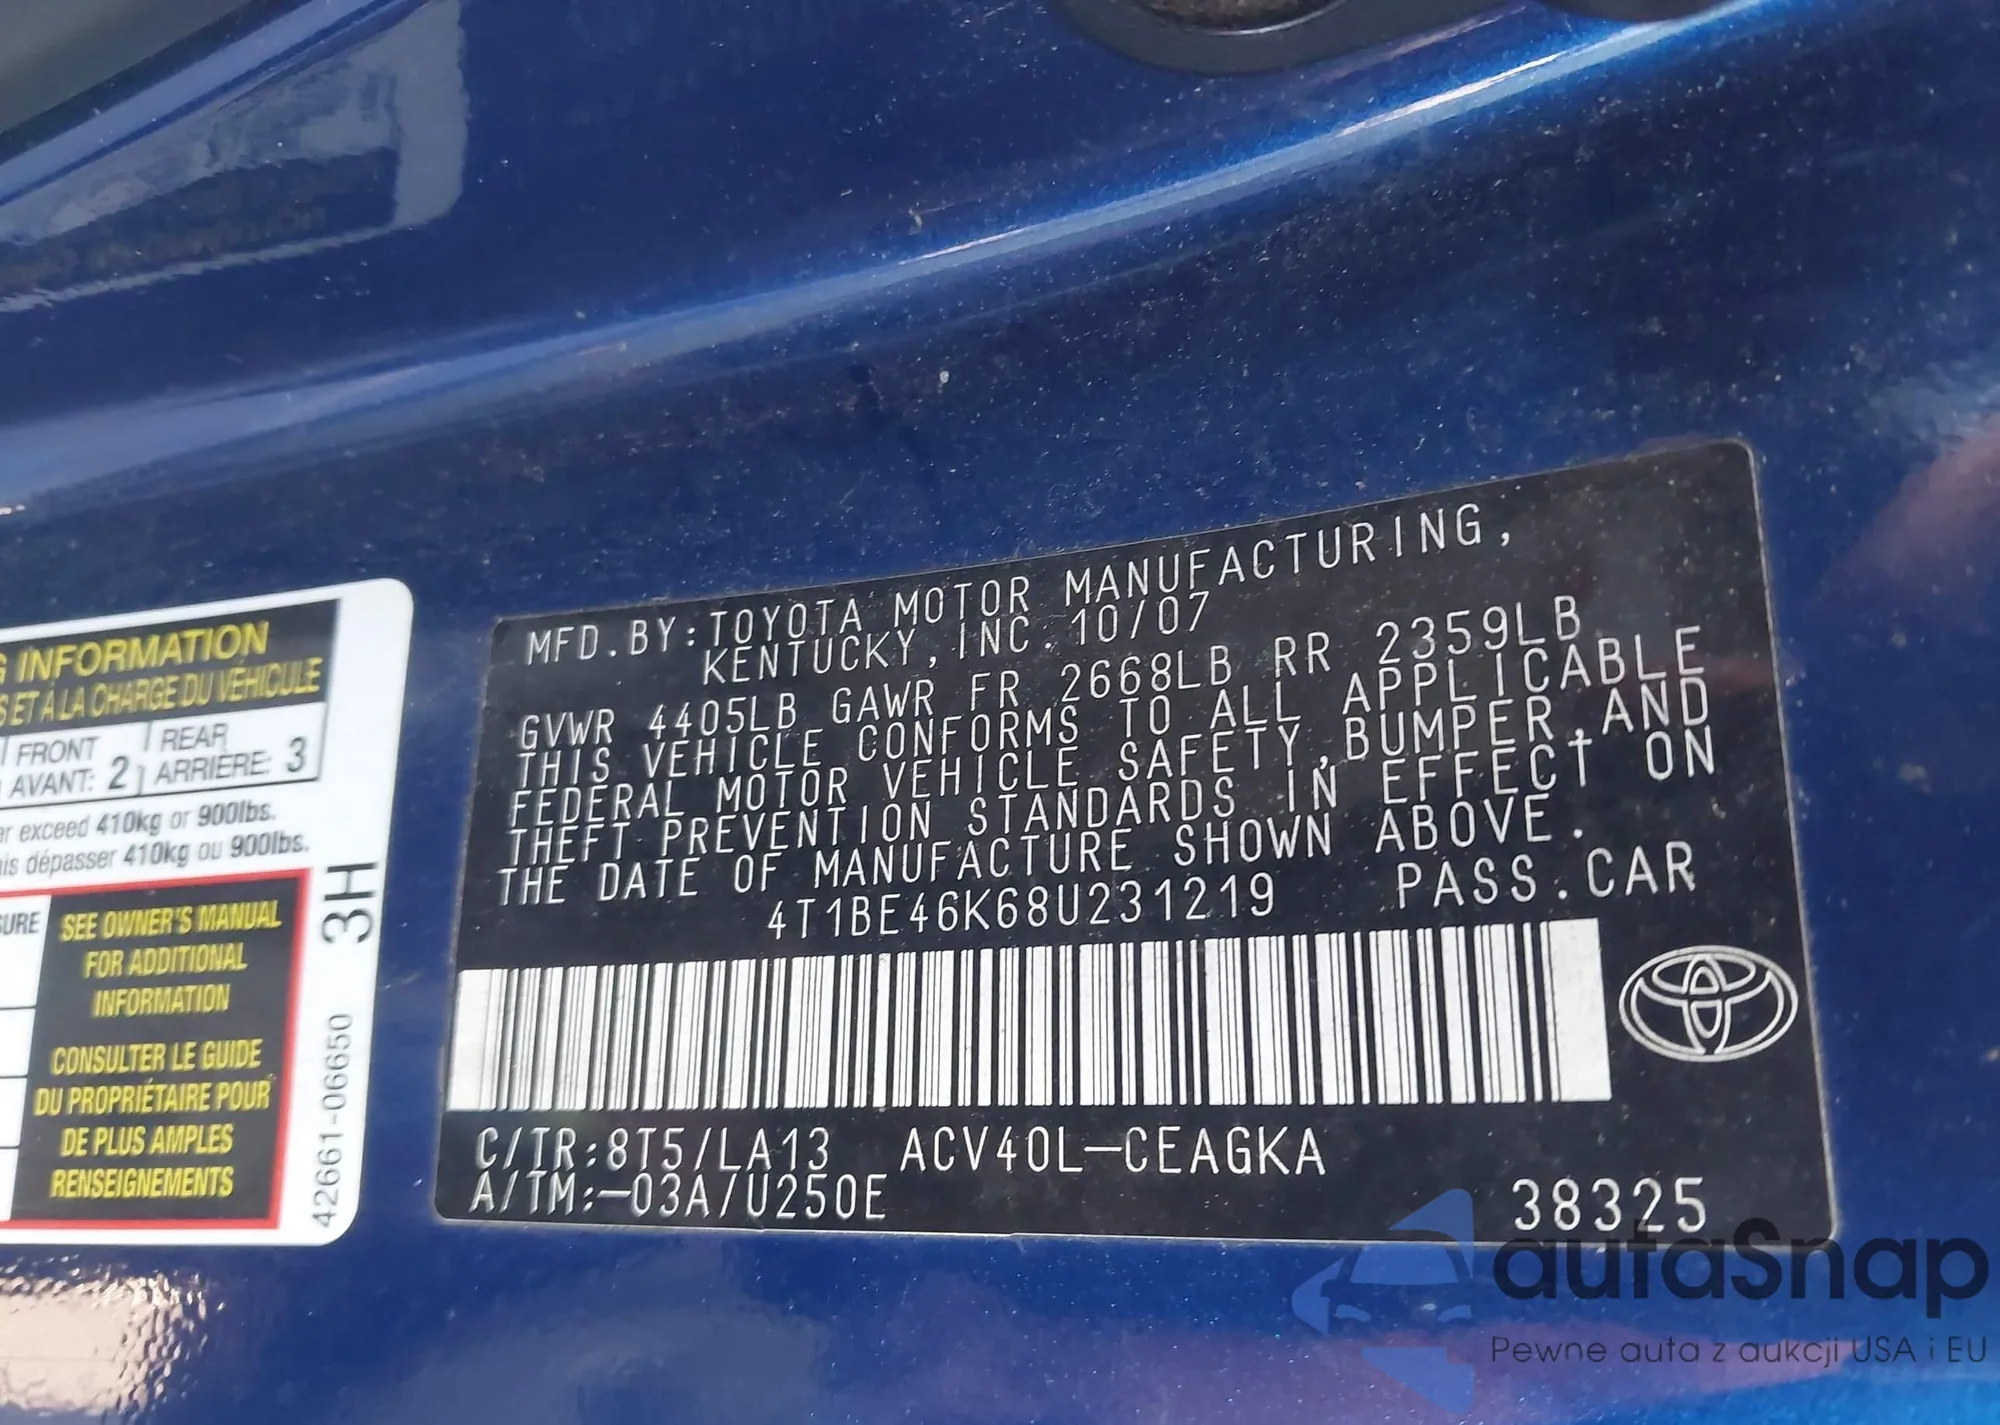 INFORMATION
ET À LA CHARGE DU VÉHICULE
FRONT
AVANT: 2
REAR
ARRIÈRE: 3
exceed 410kg or 900lbs.
dépasser 410kg ou 900lbs.
SEE OWNER'S MANUAL
FOR ADDITIONAL
INFORMATION
CONSULTER LE GUIDE
DU PROPRIÉTAIRE POUR
DE PLUS AMPLES
RENSEIGNEMENTS
3H
42661-06650
MFD.BY:TOYOTA MOTOR MANUFACTURING,
KENTUCKY,INC. 10/07
GVWR 4405LB GAWR FR 2668LB RR 2359LB
THIS VEHICLE CONFORMS TO ALL APPLICABLE
FEDERAL MOTOR VEHICLE SAFETY,BUMPER,AND
THEFT PREVENTION STANDARDS IN EFFECT ON
THE DATE OF MANUFACTURE SHOWN ABOVE.
4T1BE46K68U231219 PASS.CAR
C/TR:8T5/LA13 ACV40L-CEAGKA
A/TM:-03A/U250E
38325
autaSnap
Pewne auta z aukcji USA i EU